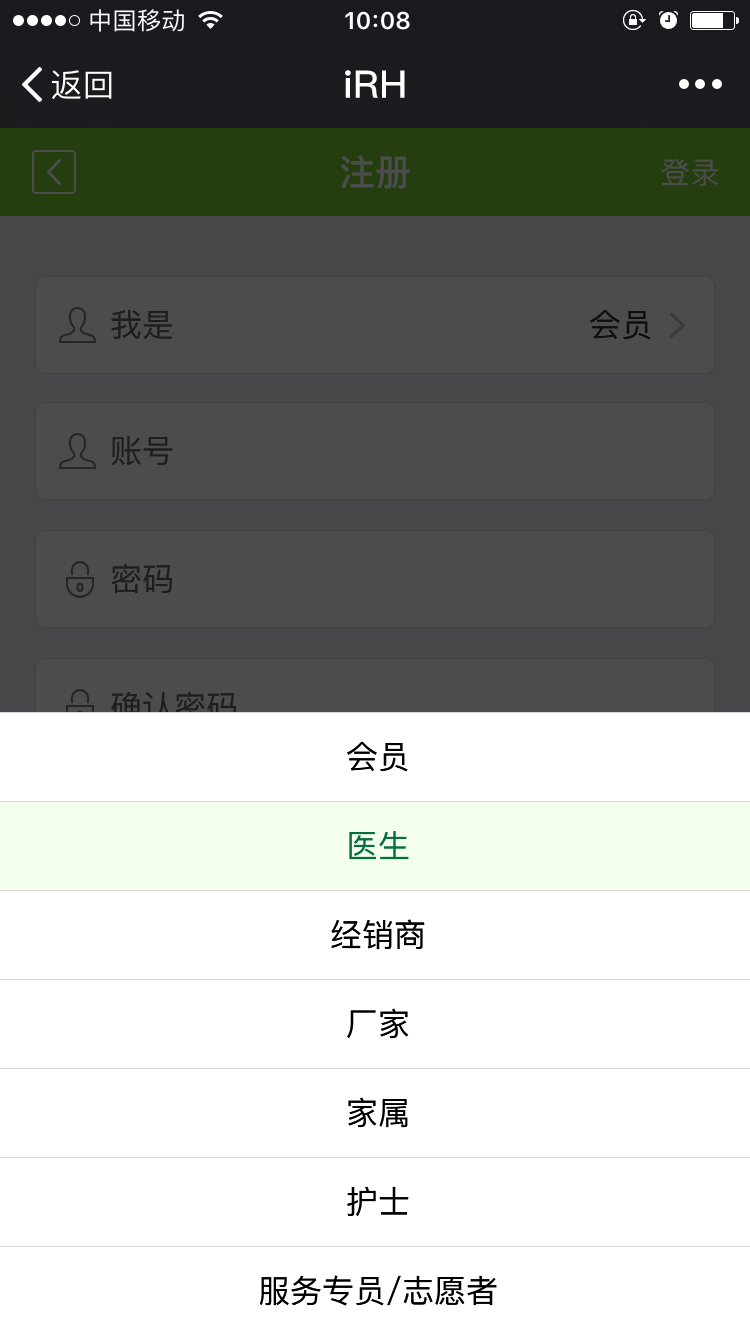 中国移动 10:08
返回 iRH
注册 登录
我是 会员
账号
密码
确认密码
会员
医生
经销商
厂家
家属
护士
服务专员/志愿者